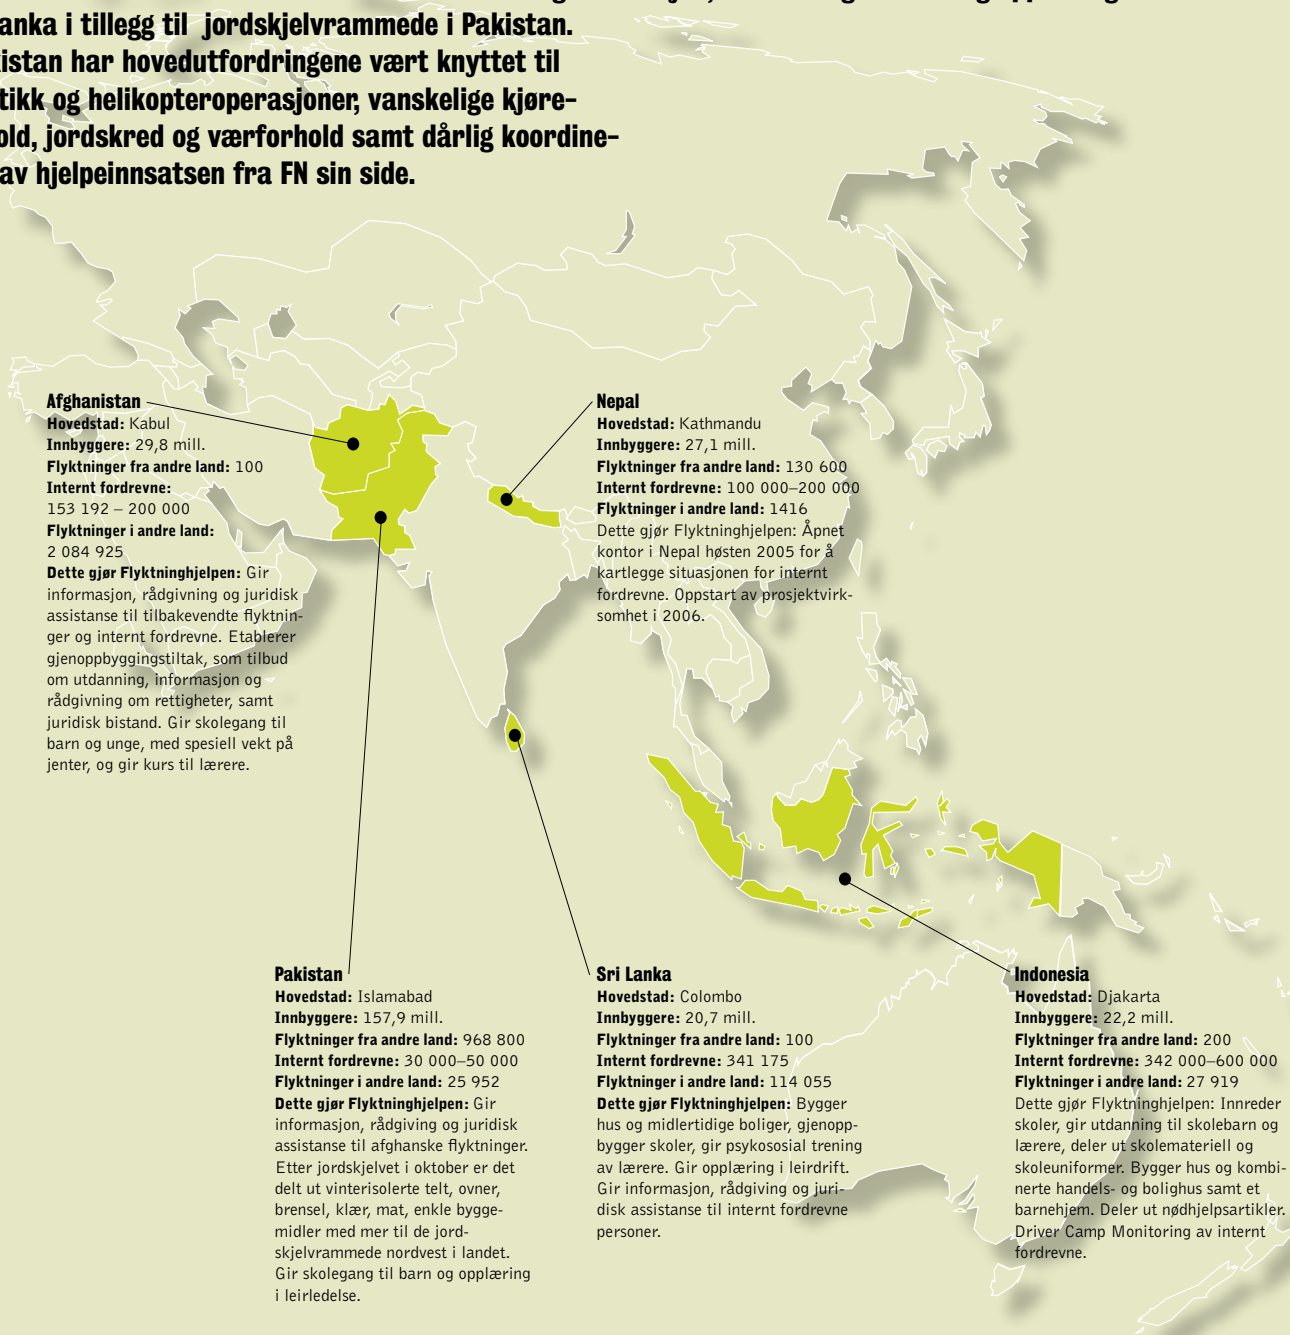 anka i tillegg til jordskjelvrammede i Pakistan.
istan har hovedutfordringene vært knyttet til
tikk og helikopteroperasjoner, vanskelige kjøre-
old, jordskred og værforhold samt dårlig koordine-
av hjelpeinnsatsen fra FN sin side.
Afghanistan
Hovedstad: Kabul
Innbyggere: 29,8 mill.
Flyktninger fra andre land: 100
Internt fordrevne:
153 192 – 200 000
Flyktninger i andre land:
2 084 925
Dette gjør Flyktninghjelpen: Gir
informasjon, rådgivning og juridisk
assistanse til tilbakevendte flyktnin-
ger og internt fordrevne. Etablerer
gjenoppbyggingstiltak, som tilbud
om utdanning, informasjon og
rådgivning om rettigheter, samt
juridisk bistand. Gir skolegang til
barn og unge, med spesiell vekt på
jenter, og gir kurs til lærere.
Nepal
Hovedstad: Kathmandu
Innbyggere: 27,1 mill.
Flyktninger fra andre land: 130 600
Internt fordrevne: 100 000–200 000
Flyktninger i andre land: 1416
Dette gjør Flyktninghjelpen: Åpnet
kontor i Nepal høsten 2005 for å
kartlegge situasjonen for internt
fordrevne. Oppstart av prosjektvirk-
somhet i 2006.
Pakistan
Hovedstad: Islamabad
Innbyggere: 157,9 mill.
Flyktninger fra andre land: 968 800
Internt fordrevne: 30 000–50 000
Flyktninger i andre land: 25 952
Dette gjør Flyktninghjelpen: Gir
informasjon, rådgiving og juridisk
assistanse til afghanske flyktninger.
Etter jordskjelvet i oktober er det
delt ut vinterisolerte telt, ovner,
brensel, klær, mat, enkle bygge-
midler med mer til de jord-
skjelvrammede nordvest i landet.
Gir skolegang til barn og opplæring
i leirledelse.
Sri Lanka
Hovedstad: Colombo
Innbyggere: 20,7 mill.
Flyktninger fra andre land: 100
Internt fordrevne: 341 175
Flyktninger i andre land: 114 055
Dette gjør Flyktninghjelpen: Bygger
hus og midlertidige boliger, gjenopp-
bygger skoler, gir psykososial trening
av lærere. Gir opplæring i leirdrift.
Gir informasjon, rådgiving og juri-
disk assistanse til internt fordrevne
personer.
Indonesia
Hovedstad: Djakarta
Innbyggere: 22,2 mill.
Flyktninger fra andre land: 200
Internt fordrevne: 342 000–600 000
Flyktninger i andre land: 27 919
Dette gjør Flyktninghjelpen: Innreder
skoler, gir utdanning til skolebarn og
lærere, deler ut skolemateriell og
skoleuniformer. Bygger hus og kombi-
nerte handels- og bolighus samt et
barnehjem. Deler ut nødhjelpsartikler.
Driver Camp Monitoring av internt
fordrevne.